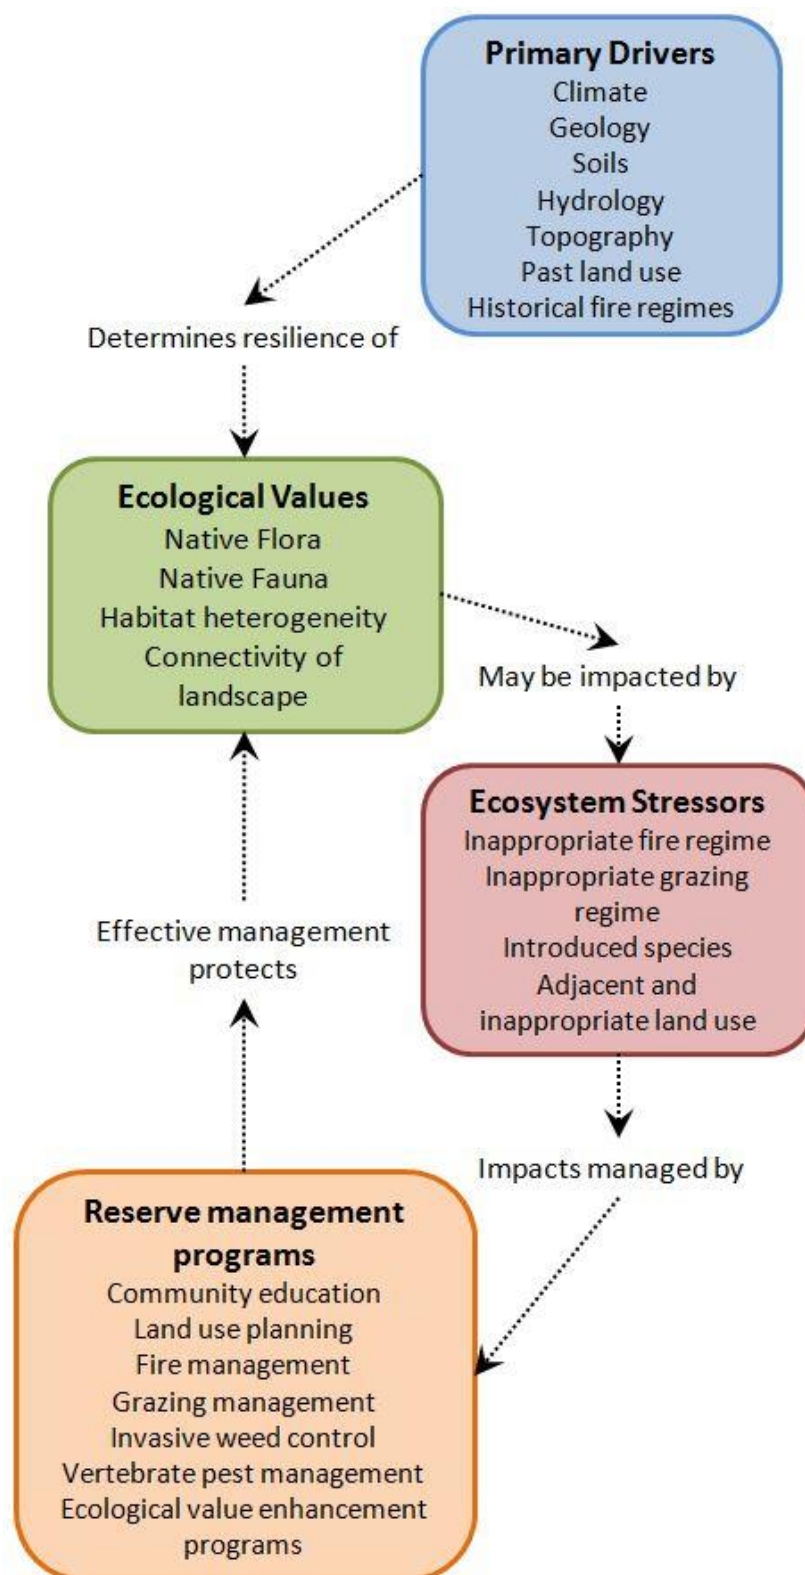 Primary Drivers
Climate
Geology
Soils
Hydrology
Topography
Past land use
Historical fire regimes
Determines resilience of
Ecological Values
Native Flora
Native Fauna
Habitat heterogeneity
Connectivity of
landscape
May be impacted by
Ecosystem Stressors
Inappropriate fire regime
Inappropriate grazing
regime
Introduced species
Adjacent and
inappropriate land use
Effective management
protects
Impacts managed by
Reserve management
programs
Community education
Land use planning
Fire management
Grazing management
Invasive weed control
Vertebrate pest management
Ecological value enhancement
programs